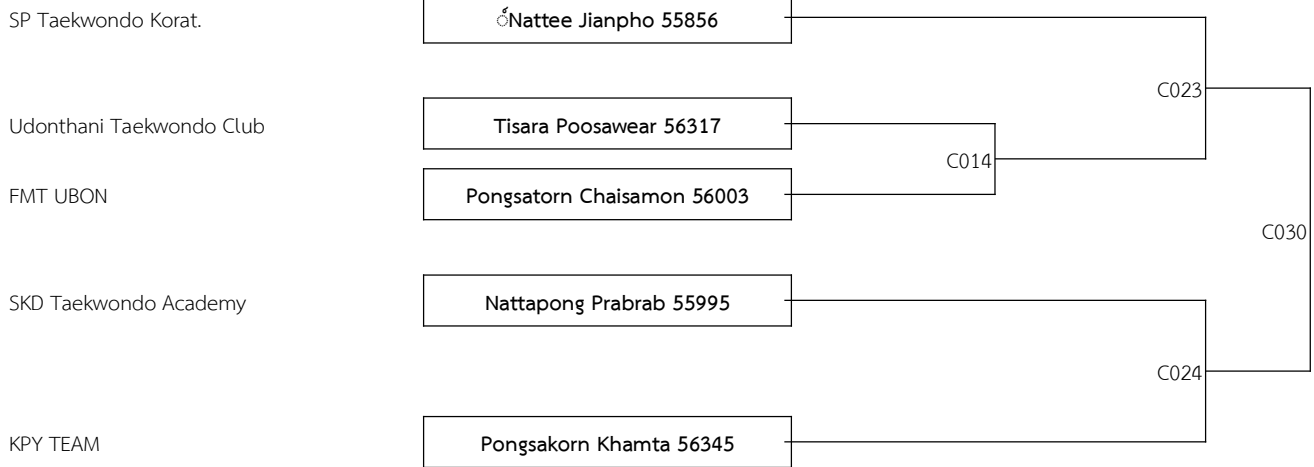 SP Taekwondo Korat.
์Nattee Jianpho 55856
C023
Udonthani Taekwondo Club
Tisara Poosawear 56317
C014
FMT UBON
Pongsatorn Chaisamon 56003
C030
SKD Taekwondo Academy
Nattapong Prabrab 55995
C024
KPY TEAM
Pongsakorn Khamta 56345